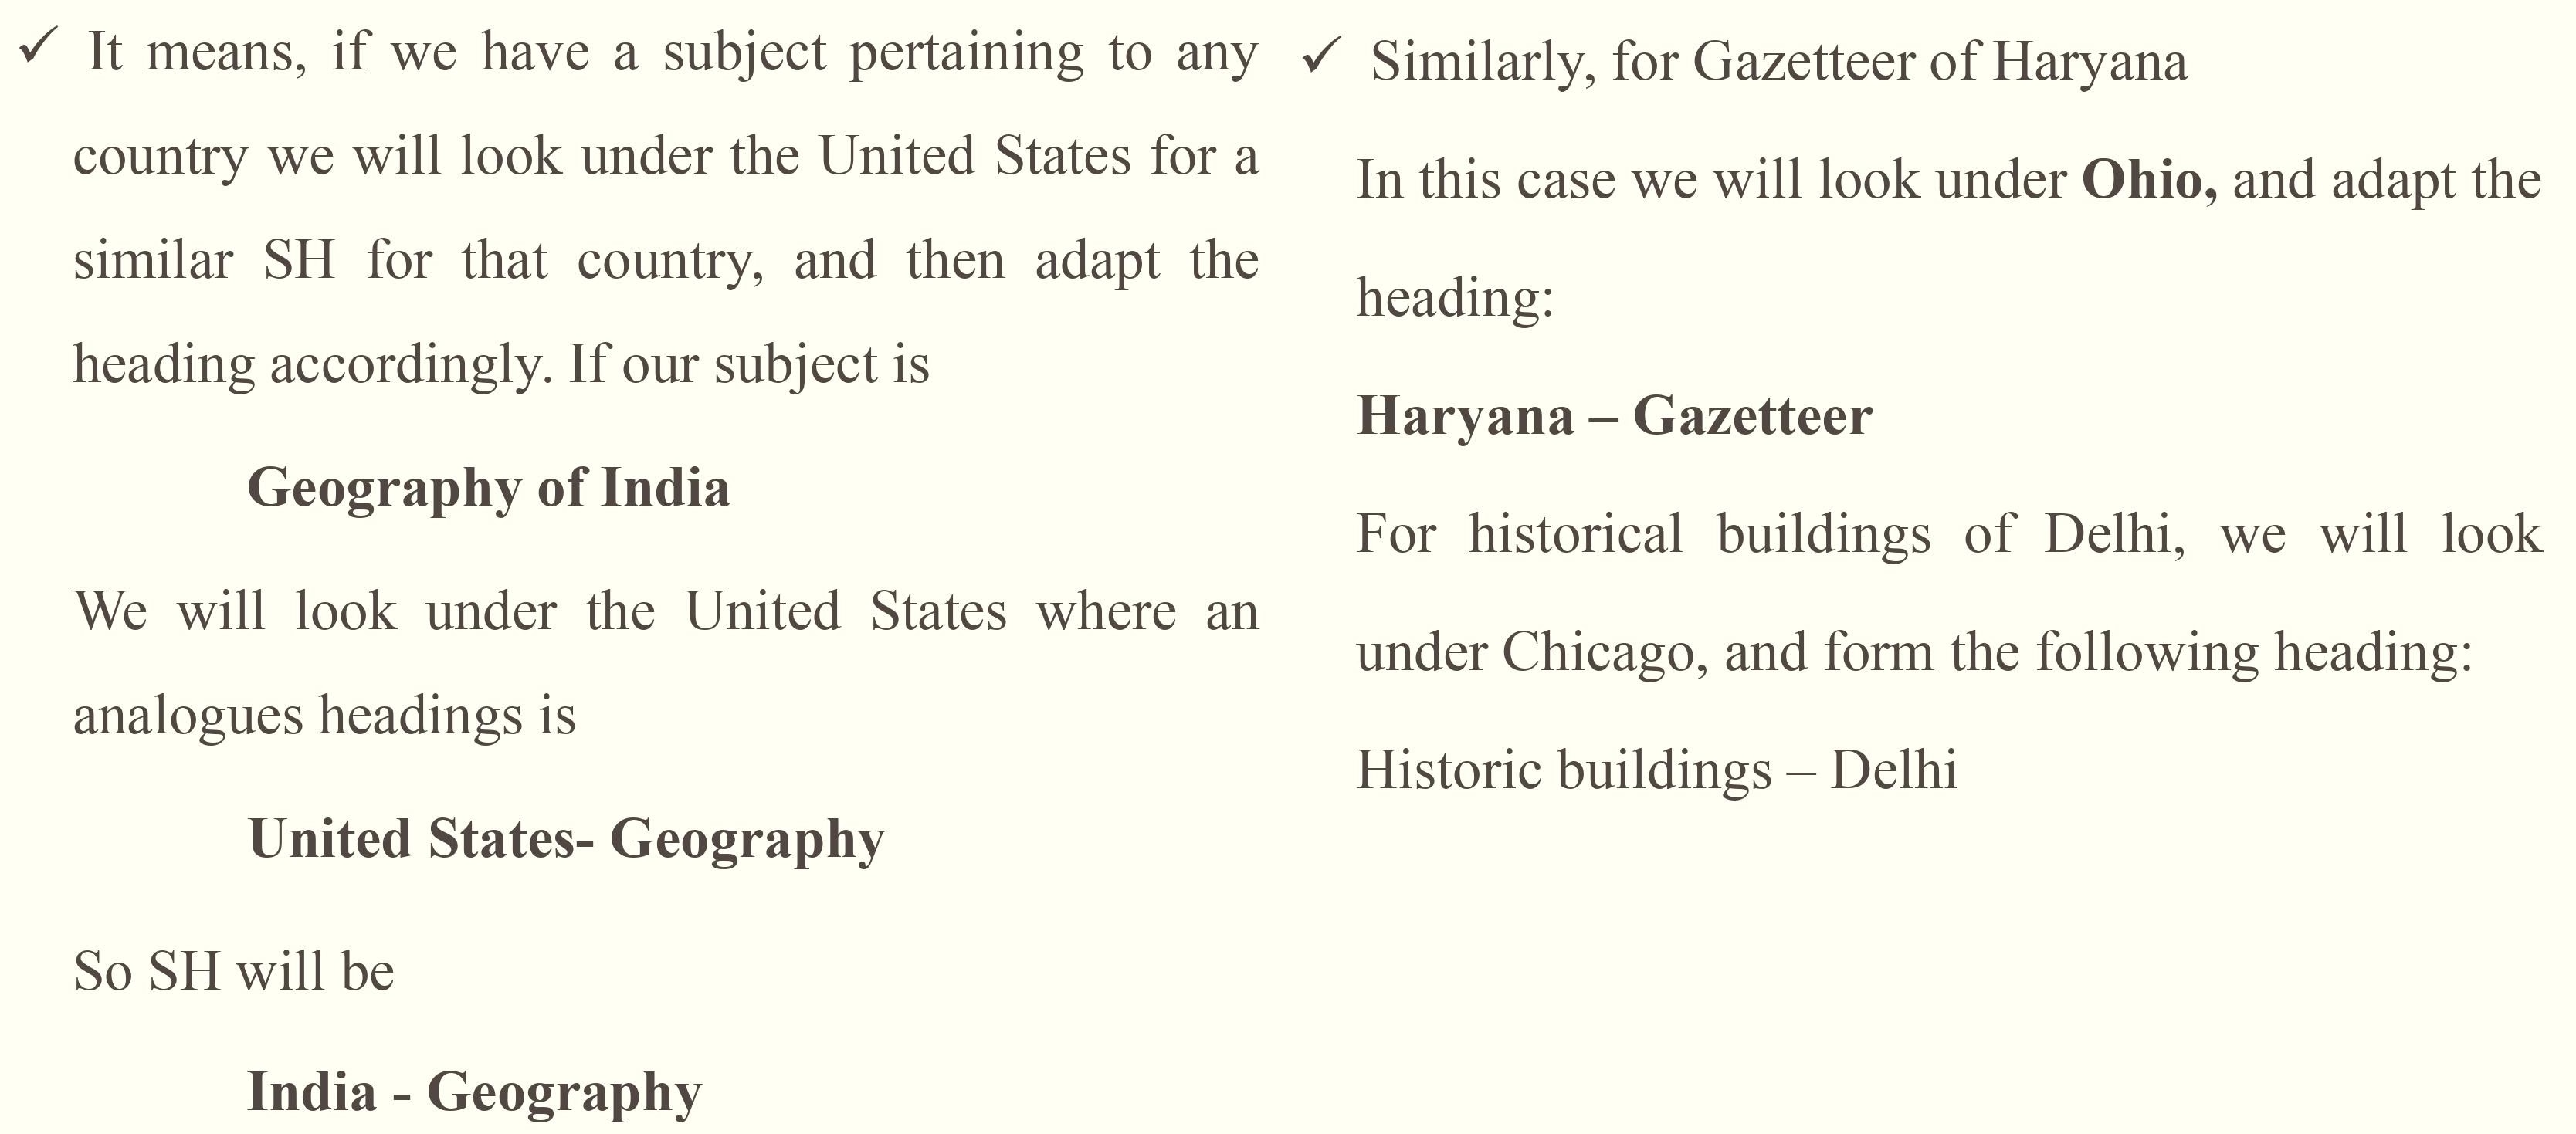 ✓ It means, if we have a subject pertaining to any
country we will look under the United States for a
similar SH for that country, and then adapt the
heading accordingly. If our subject is
Geography of India
We will look under the United States where an
analogues headings is
United States- Geography
So SH will be
India - Geography
✓ Similarly, for Gazetteer of Haryana
In this case we will look under Ohio, and adapt the
heading:
Haryana – Gazetteer
For historical buildings of Delhi, we will look
under Chicago, and form the following heading:
Historic buildings – Delhi